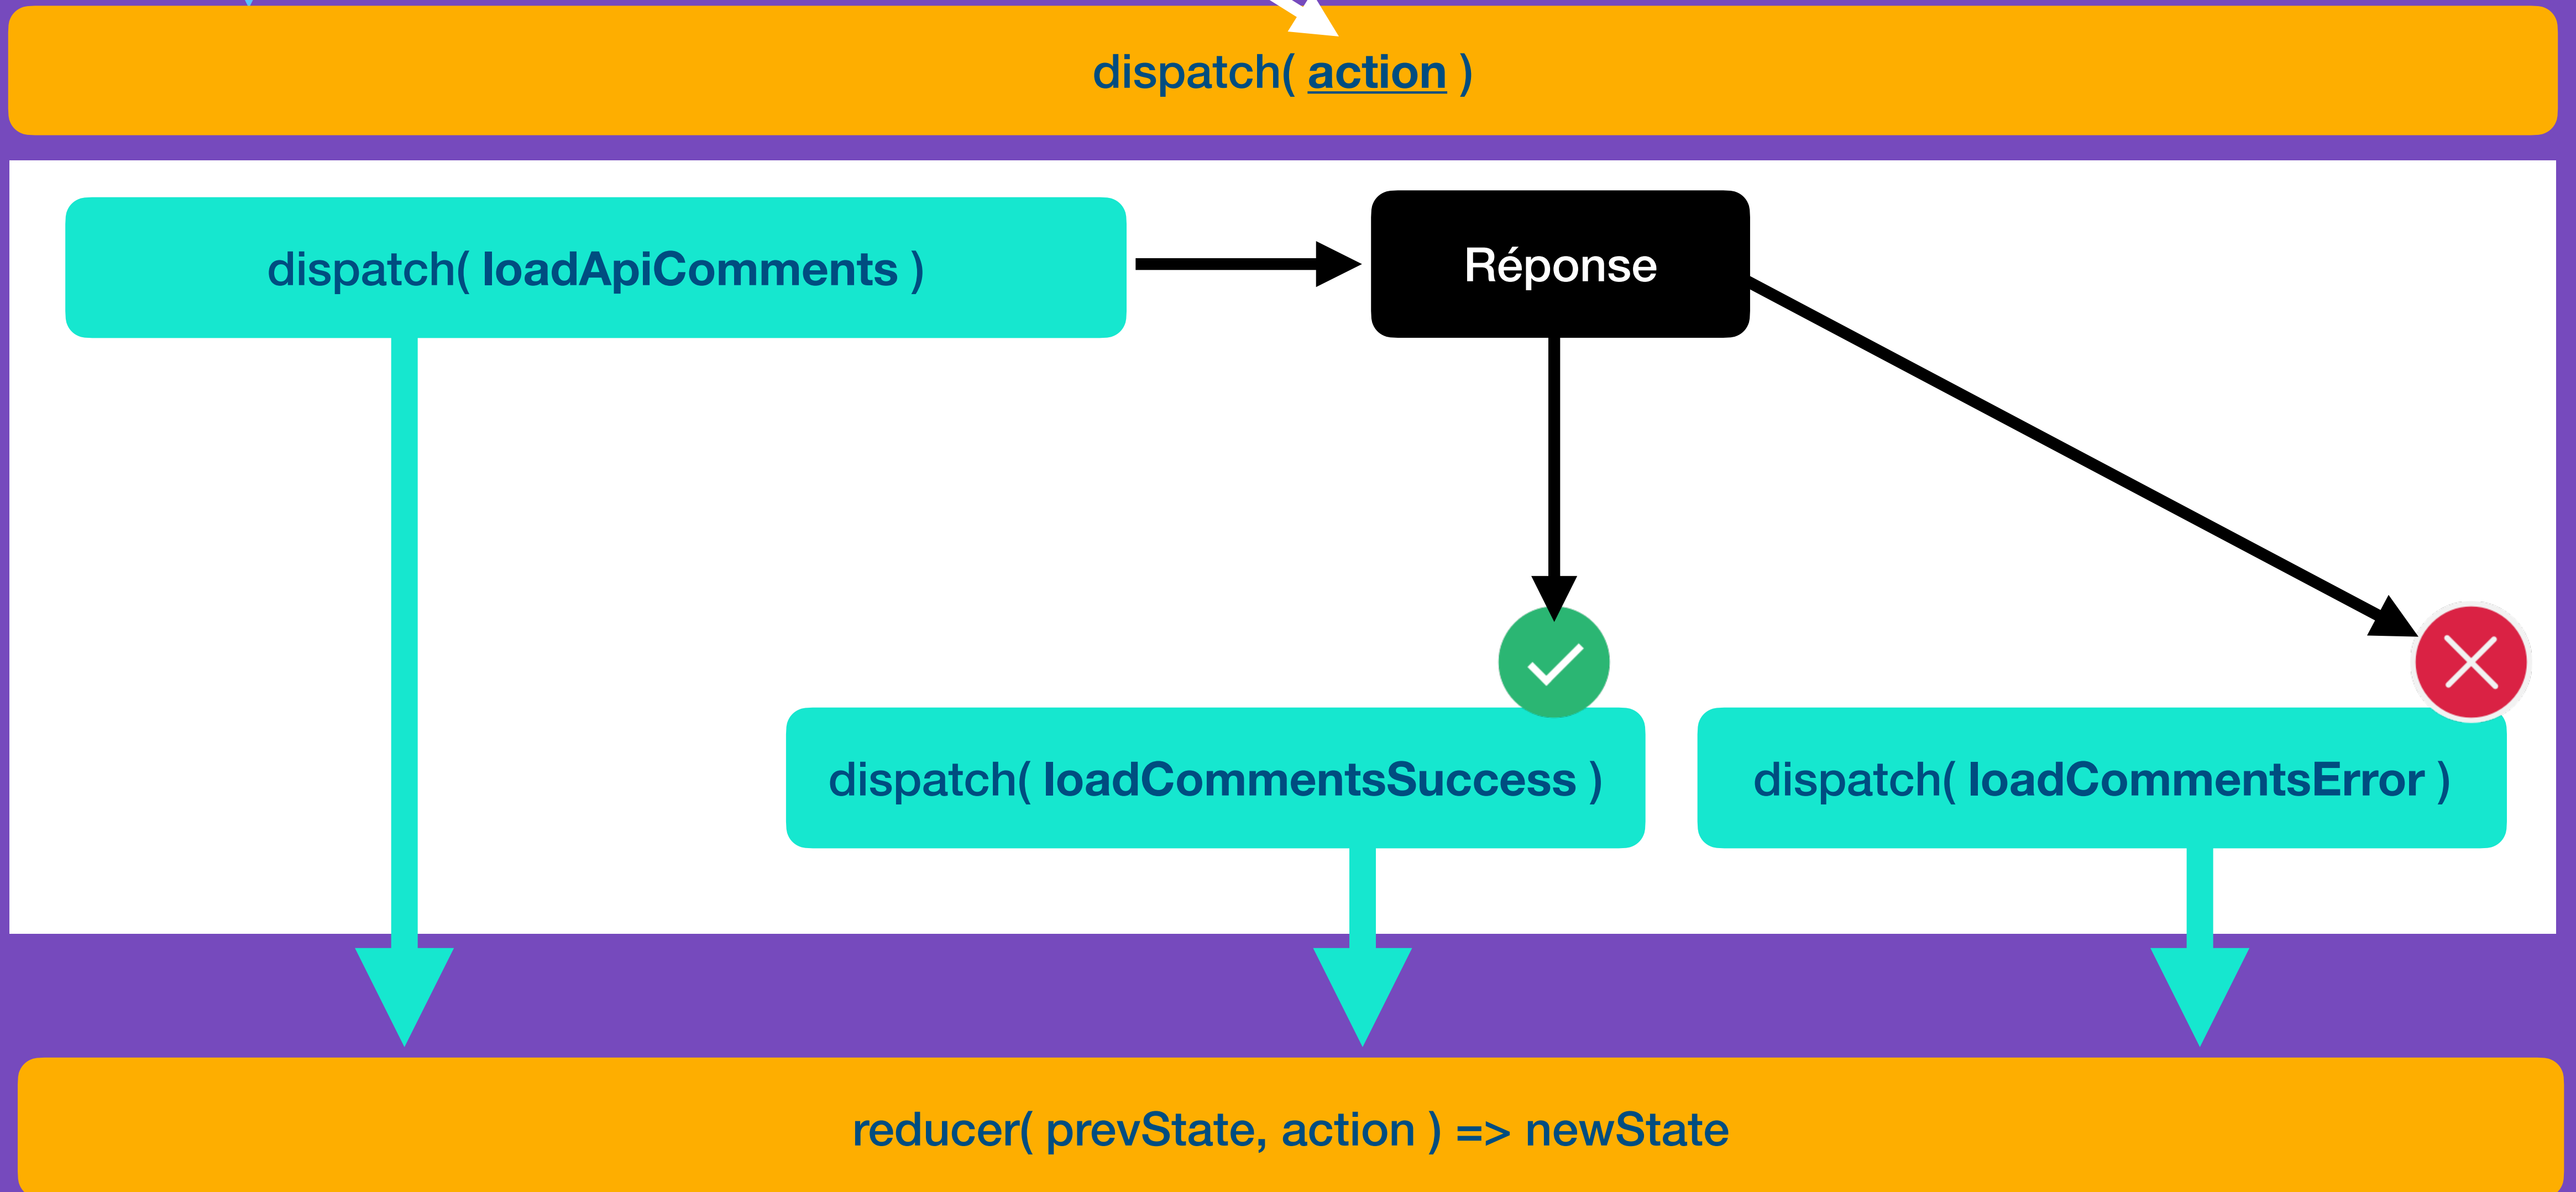 dispatch( action )
dispatch( loadApiComments )
Réponse
dispatch( loadCommentsSuccess )
dispatch( loadCommentsError )
reducer( prevState, action ) => newState